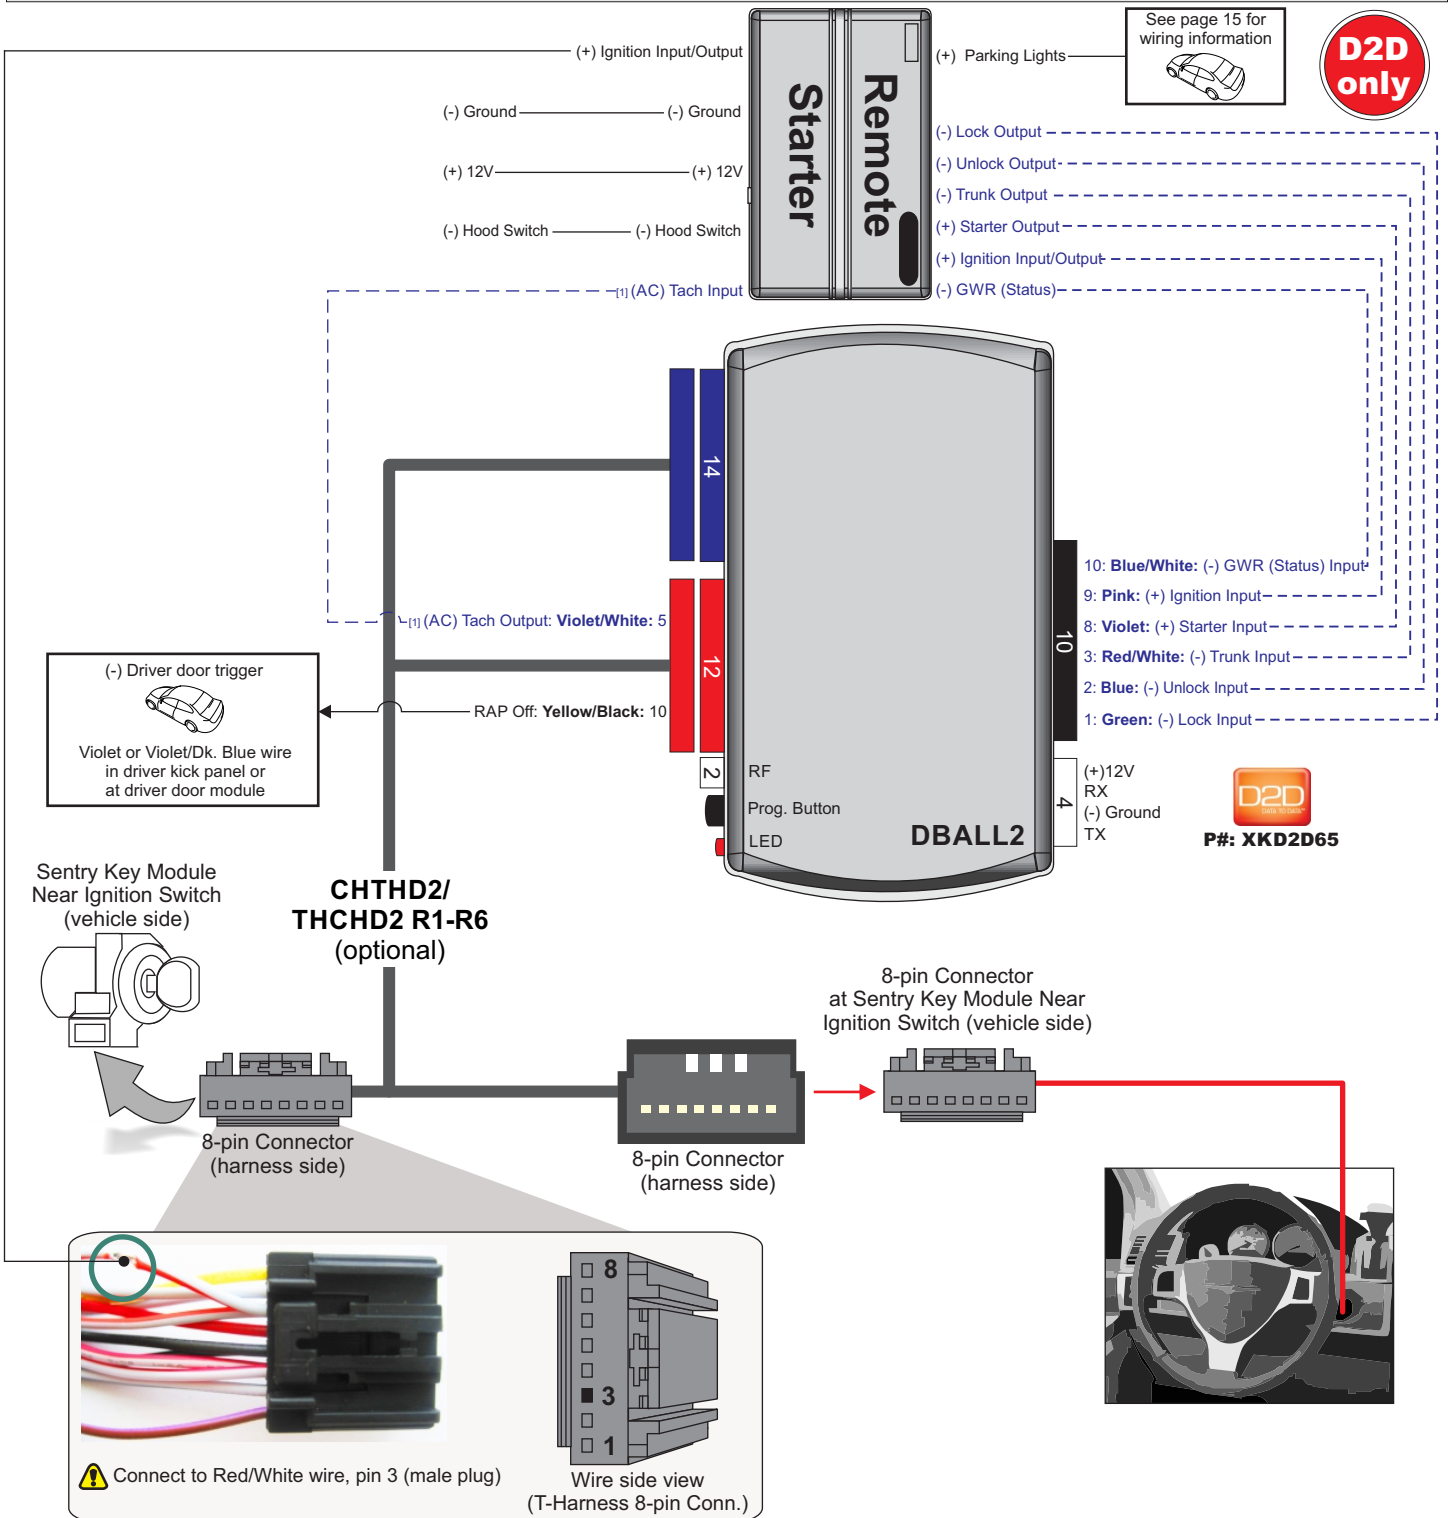 (+) Ignition Input/Output
(-) Ground
(-) Ground
(+) 12V
(+) 12V
(-) Hood Switch
(-) Hood Switch
[1] (AC) Tach Input
Remote
Starter
(+) Parking Lights
See page 15 for
wiring information
D2D
only
(-) Lock Output
(-) Unlock Output
(-) Trunk Output
(+) Starter Output
(+) Ignition Input/Output
(-) GWR (Status)
14
12
2
[1] (AC) Tach Output: Violet/White: 5
RAP Off: Yellow/Black: 10
(-) Driver door trigger
Violet or Violet/Dk. Blue wire
in driver kick panel or
at driver door module
RF
Prog. Button
LED
DBALL2
10
10: Blue/White: (-) GWR (Status) Input
9: Pink: (+) Ignition Input
8: Violet: (+) Starter Input
3: Red/White: (-) Trunk Input
2: Blue: (-) Unlock Input
1: Green: (-) Lock Input
4
(+)12V
RX
(-) Ground
TX
D2D
DATA TO DATA™
P#: XKD2D65
Sentry Key Module
Near Ignition Switch
(vehicle side)
CHTHD2/
THCHD2 R1-R6
(optional)
8-pin Connector
at Sentry Key Module Near
Ignition Switch (vehicle side)
8-pin Connector
(harness side)
8-pin Connector
(harness side)
8
3
1
Connect to Red/White wire, pin 3 (male plug)
Wire side view
(T-Harness 8-pin Conn.)